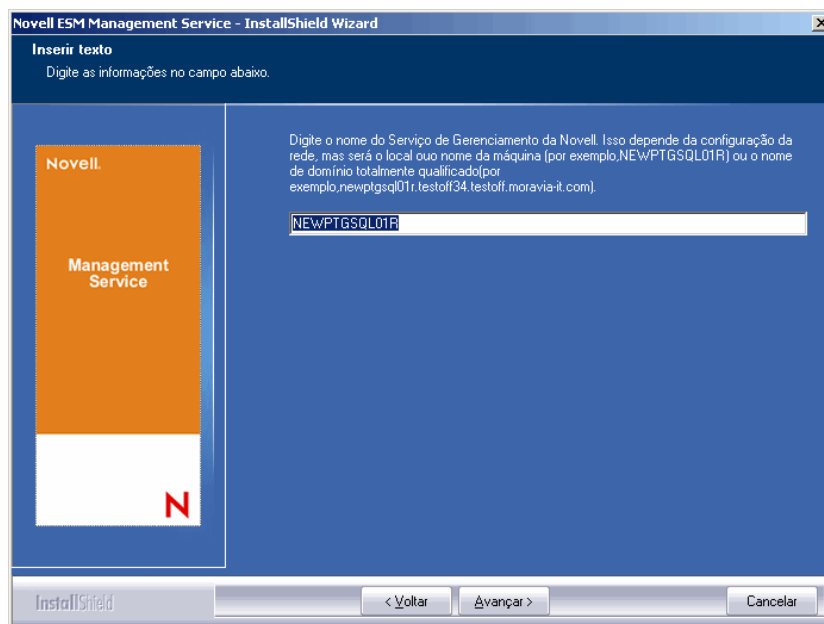 Novell ESM Management Service - InstallShield Wizard
Inserir texto
Digite as informações no campo abaixo.
Digite o nome do Serviço de Gerenciamento da Novell. Isso depende da configuração da
rede, mas será o local ouo nome da máquina (por exemplo,NEWPTGSQL01R) ou o nome
de domínio totalmente qualificado(por
exemplo,newptgsql01r.testoff34.testoff.moravia-it.com).
NEWPTGSQL01R
Novell.
Management
Service
N
InstallShield
< Voltar
Avançar >
Cancelar